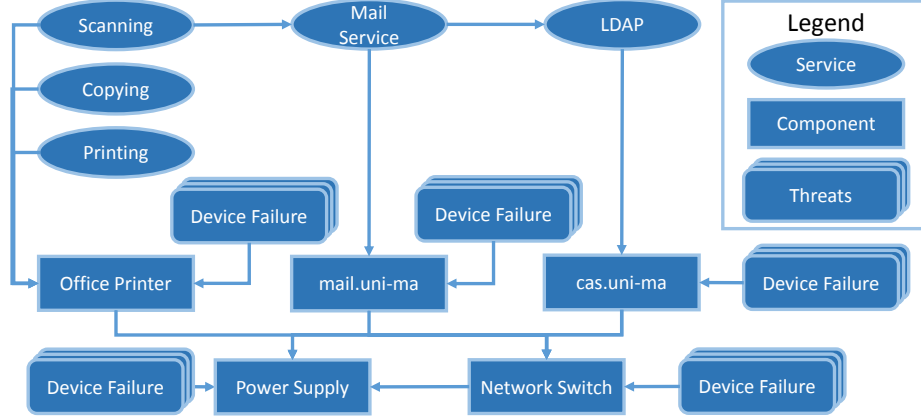 Scanning
Mail
Service
LDAP
Legend
Service
Copying
Component
Printing
Threats
Device Failure
Device Failure
Office Printer
mail.uni-ma
cas.uni-ma
Device Failure
Device Failure
Power Supply
Network Switch
Device Failure